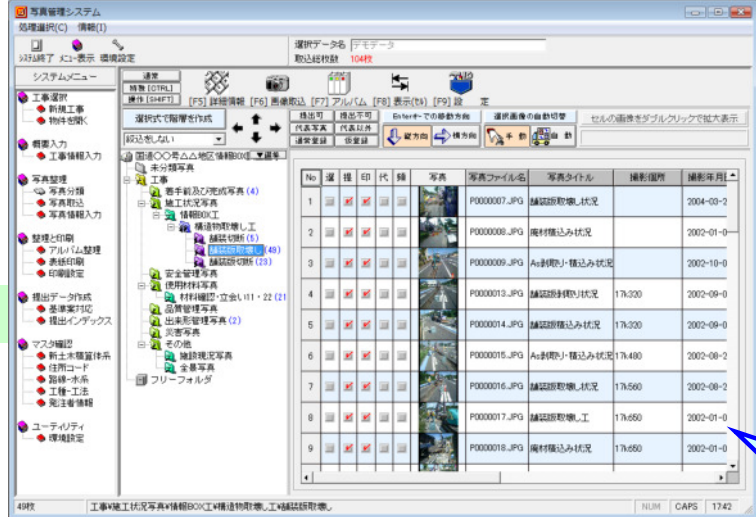 写真管理システム
処理選択(C) 情報(I)
システム終了 メニュー表示 環境設定
選択データ名 デモデータ
取込総枚数 104枚
システムメニュー
工事選択
新規工事
物件を開く
概要入力
工事情報入力
写真整理
写真分類
写真取込
写真情報入力
整理と印刷
アルバム整理
表紙印刷
印刷設定
提出データ作成
基準案対応
提出インデックス
マスタ確認
新土木積算体系
住所コード
路線・水系
工種・工法
発注者情報
ユーティリティ
環境設定
通常
特殊 [CTRL]
操作 [SHIFT]
[F5] 詳細情報 [F6] 画像取込 [F7] アルバム [F8] 表示(セル) [F9] 設 定
選択式で階層を作成
絞込をしない
提出可 提出不可
代表写真 代表以外
通常登録 仮登録
Enterキーでの移動方向
縦方向 横方向
選択画像の自動切替
手 動 自 動
セルの画像をダブルクリックで拡大表示
国道〇〇号△△地区情報BOX ▼選写
未分類写真
工事
着手前及び完成写真 (4)
施工状況写真
情報BOX工
構造物取壊し工
舗装切断 (5)
舗装版取壊し (49)
舗装版切断 (23)
安全管理写真
使用材料写真
材料確認・立会い11・22 (21
品質管理写真
出来形管理写真 (2)
災害写真
その他
施設現況写真
全景写真
フリーフォルダ
No 選 提 印 代 頻 写真 写真ファイル名 写真タイトル 撮影個所 撮影年月日
1 P0000007.JPG 舗装版取壊し状況 2004-03-2
2 P0000008.JPG 廃材積込み状況 2002-01-0
3 P0000009.JPG As剥取り・積込み状況 2002-10-0
4 P0000013.JPG 舗装版剥取り状況 17k320 2002-09-0
5 P0000014.JPG 舗装版積込み状況 17k320 2002-09-0
6 P0000015.JPG As剥取り・積込み状況 17k480 2002-08-2
7 P0000016.JPG 舗装版取壊し状況 17k560 2002-08-2
8 P0000017.JPG 舗装版取壊し工 17k650 2002-01-0
9 P0000018.JPG 廃材積込み状況 17k650 2002-01-0
49枚 工事¥施工状況写真¥情報BOX工¥構造物取壊し工¥舗装版取壊し NUM CAPS 17:42